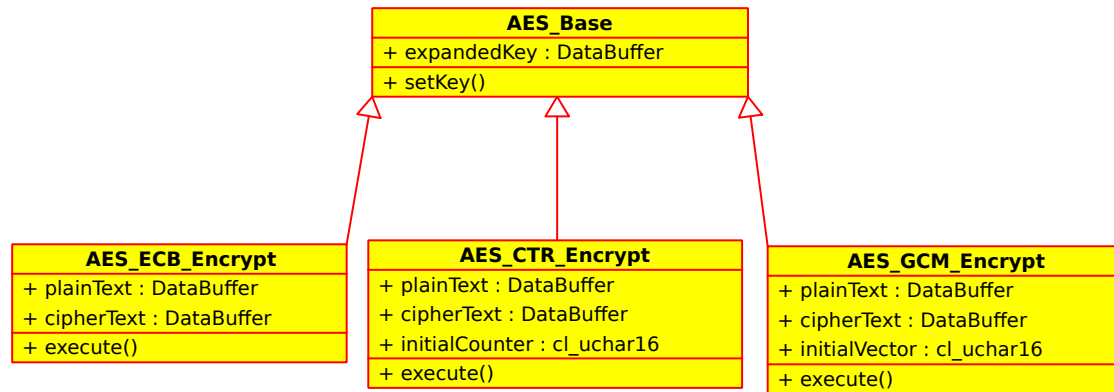 AES_Base
+ expandedKey : DataBuffer
+ setKey()
AES_ECB_Encrypt
+ plainText : DataBuffer
+ cipherText : DataBuffer
+ execute()
AES_CTR_Encrypt
+ plainText : DataBuffer
+ cipherText : DataBuffer
+ initialCounter : cl_uchar16
+ execute()
AES_GCM_Encrypt
+ plainText : DataBuffer
+ cipherText : DataBuffer
+ initialVector : cl_uchar16
+ execute()